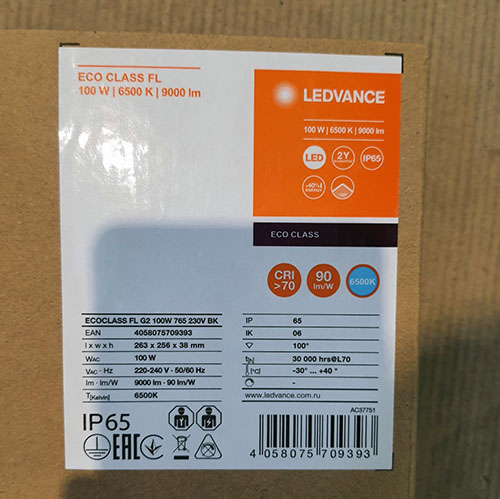 ECO CLASS FL
100 W | 6500 K | 9000 lm
LEDVANCE
100 W | 6500 K | 9000 lm
LED
2Y
IP65
-40%
ENERGY
ECO CLASS
CRI >70
90 lm/W
6500K
ECOCLASS FL G2 100W 765 230V BK
EAN 4058075709393
l x w h 263 x 256 x 38 mm
WAC 100 W
VAC · Hz 220-240 V · 50/60 Hz
lm · lm/W 9000 lm · 90 lm/W
T[Kelvin] 6500K
IP 65
IK 06
100°
30 000 hrs@L70
[°C] -30° ... +40 °
-
www.ledvance.com.ru
IP65
EAC
AC37751
4 058075 709393